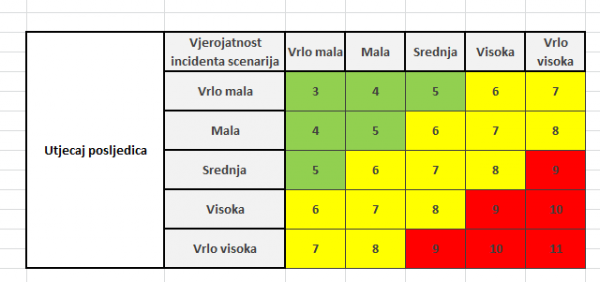 Vjerojatnost
incidenta scenarija
Vrlo mala
Mala
Srednja
Visoka
Vrlo
visoka
Utjecaj posljedica
Vrlo mala 3 4 5 6 7
Mala 4 5 6 7 8
Srednja 5 6 7 8 9
Visoka 6 7 8 9 10
Vrlo visoka 7 8 9 10 11